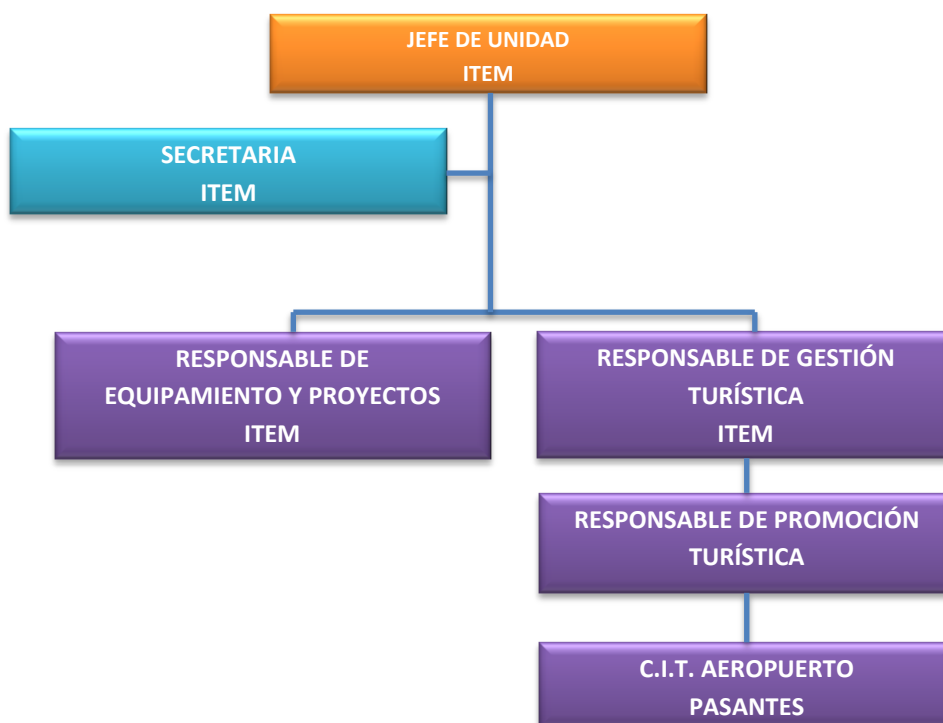 JEFE DE UNIDAD
ITEM
SECRETARIA
ITEM
RESPONSABLE DE
EQUIPAMIENTO Y PROYECTOS
ITEM
RESPONSABLE DE GESTIÓN
TURÍSTICA
ITEM
RESPONSABLE DE PROMOCIÓN
TURÍSTICA
C.I.T. AEROPUERTO
PASANTES